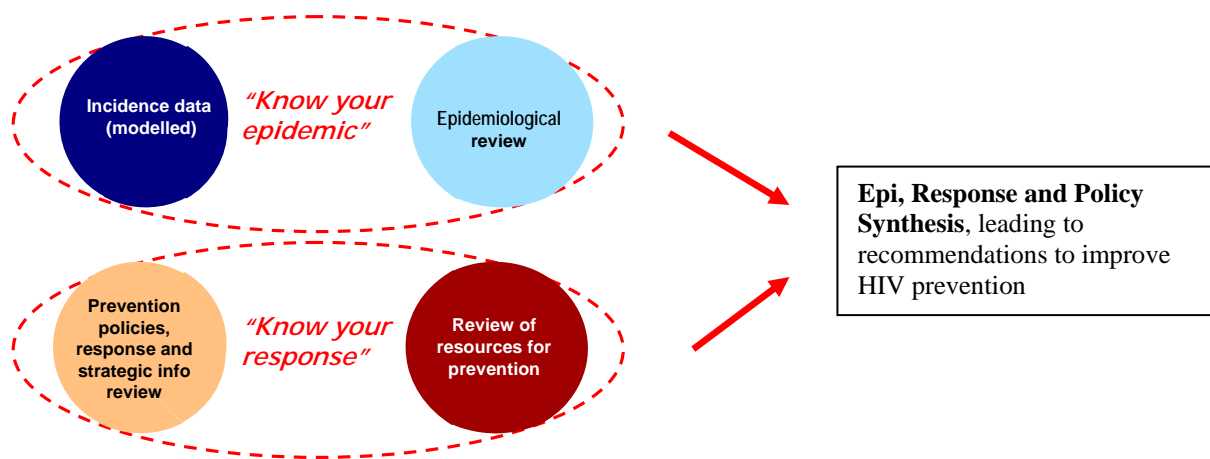 Incidence data
(modelled)
“Know your
epidemic”
Epidemiological
review
Prevention
policies,
response and
strategic info
review
“Know your
response”
Review of
resources for
prevention
Epi, Response and Policy
Synthesis, leading to
recommendations to improve
HIV prevention